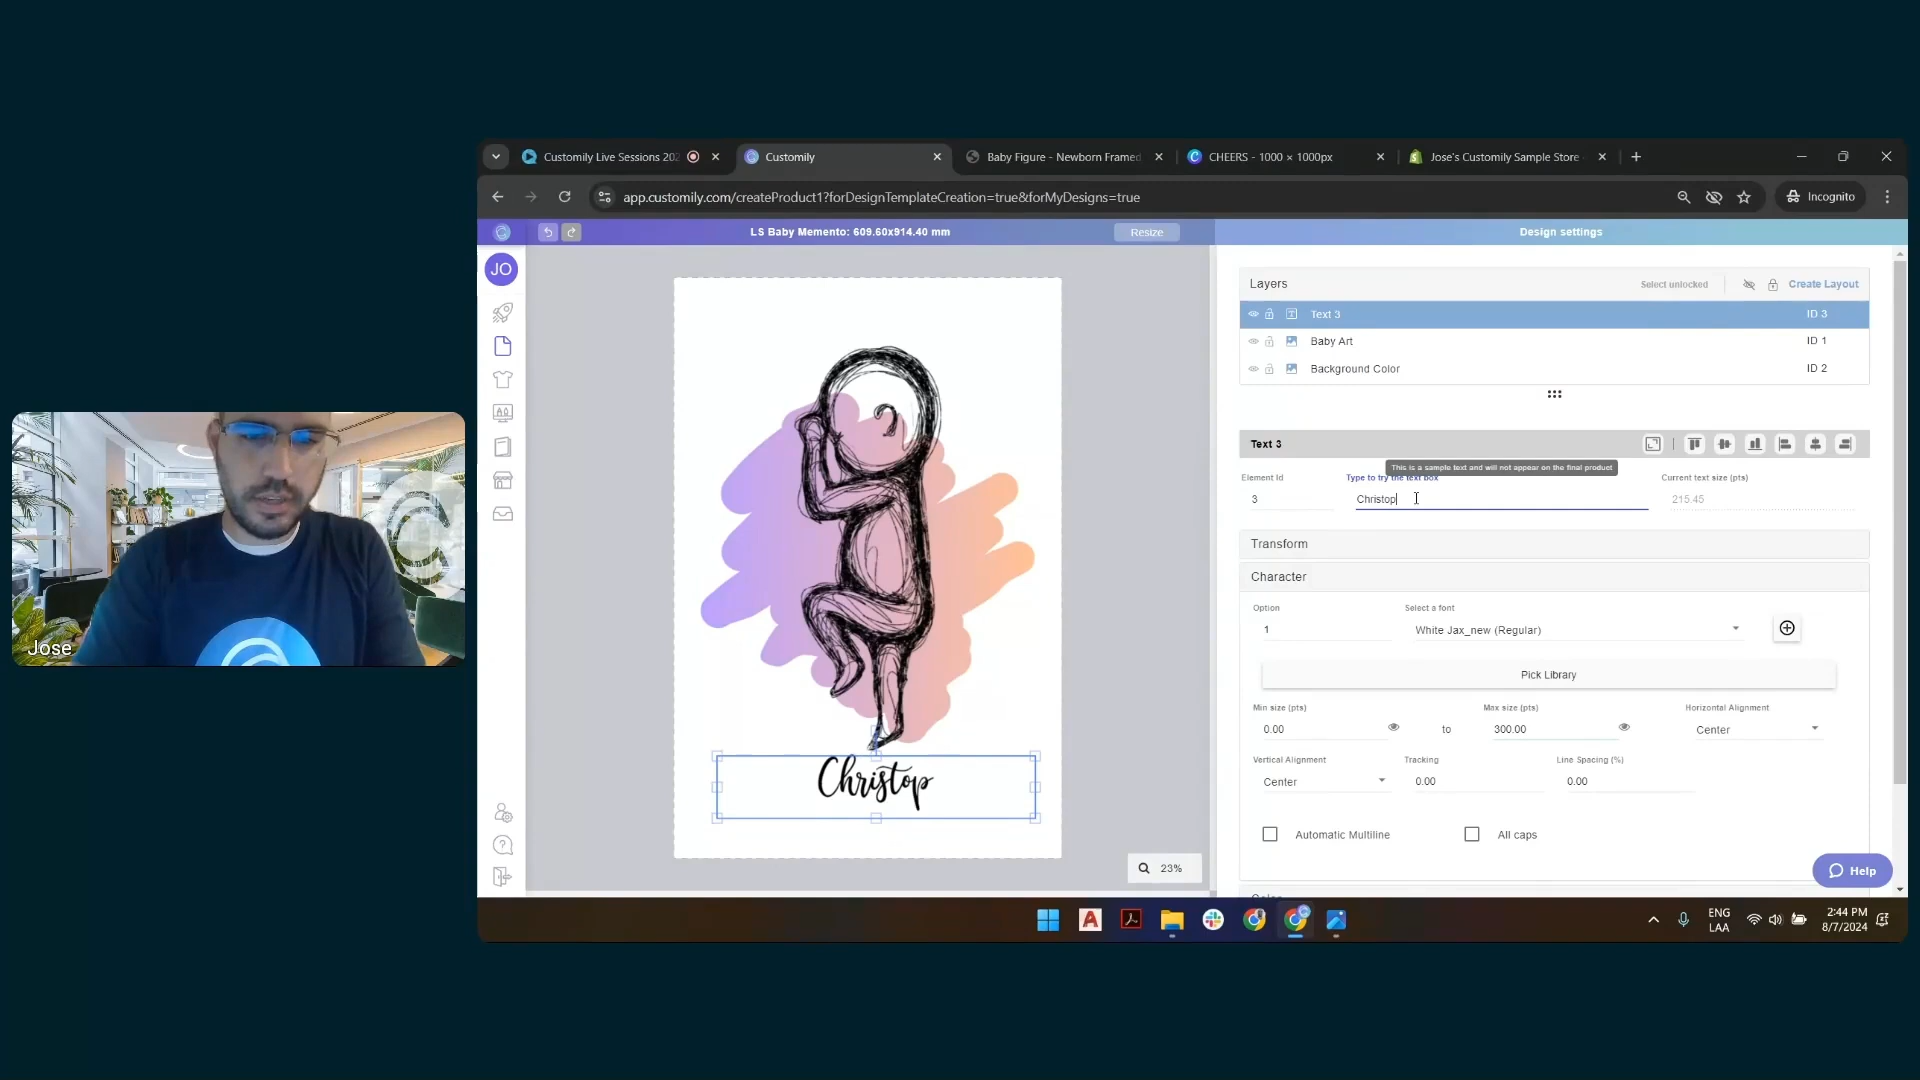 Customily Live Sessions 202
Customily
Baby Figure - Newborn Framed
CHEERS - 1000 × 1000px
Jose's Customily Sample Store
app.customily.com/createProduct1?forDesignTemplateCreation=true&forMyDesigns=true
Incognito
LS Baby Memento: 609.60x914.40 mm
Resize
Design settings
JO
Layers
Select unlocked
Create Layout
Text 3
ID 3
Baby Art
ID 1
Background Color
ID 2
Text 3
This is a sample text and will not appear on the final product
Element Id
Type to try the text box
Current text size (pts)
3
Christop
215.45
Transform
Character
Option
Select a font
1
White Jax_new (Regular)
Pick Library
Min size (pts)
Max size (pts)
Horizontal Alignment
0.00
to
300.00
Center
Vertical Alignment
Tracking
Line Spacing (%)
Center
0.00
0.00
Automatic Multiline
All caps
Christop
23%
Help
Jose
ENG
LAA
2:44 PM
8/7/2024